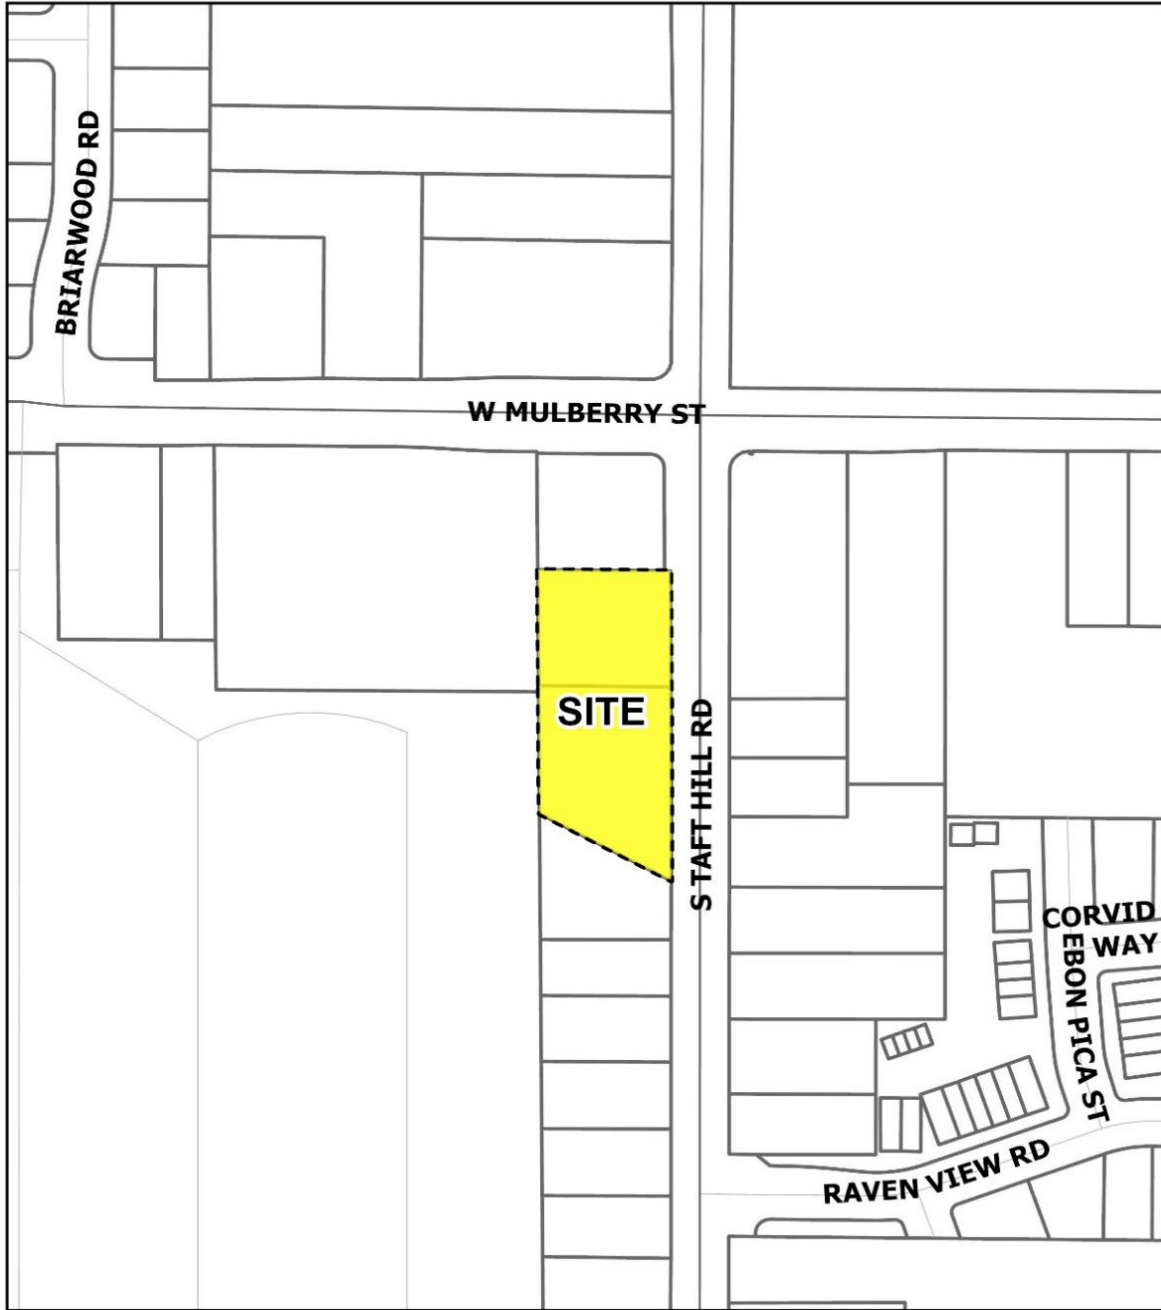 BRIARWOOD RD
W MULBERRY ST
SITE
S TAFT HILL RD
CORVID
WAY
EBON PICA ST
RAVEN VIEW RD